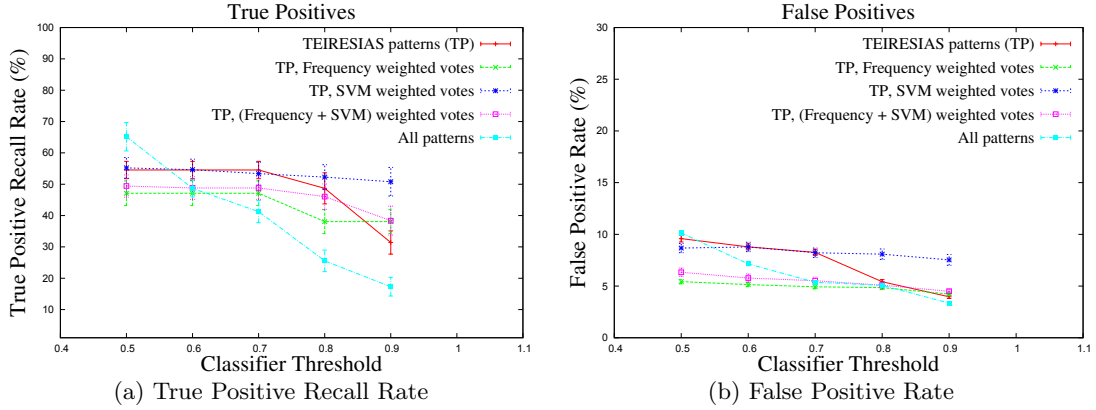 True Positives
100
90
80
70
60
50
40
30
20
10
True Positive Recall Rate (%)
TEIRESIAS patterns (TP)
TP, Frequency weighted votes
TP, SVM weighted votes
TP, (Frequency + SVM) weighted votes
All patterns
0.4 0.5 0.6 0.7 0.8 0.9 1 1.1
Classifier Threshold
(a) True Positive Recall Rate
False Positives
30
25
20
15
10
5
0
False Positive Rate (%)
TEIRESIAS patterns (TP)
TP, Frequency weighted votes
TP, SVM weighted votes
TP, (Frequency + SVM) weighted votes
All patterns
0.4 0.5 0.6 0.7 0.8 0.9 1 1.1
Classifier Threshold
(b) False Positive Rate